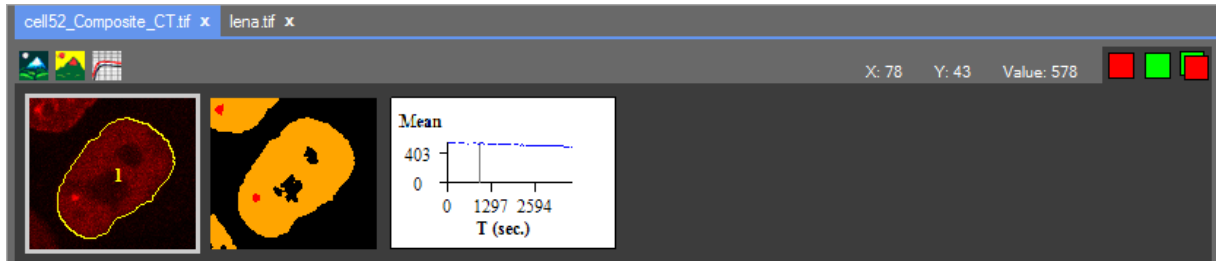 cell52_Composite_CT.tif x lena.tif x
X: 78 Y: 43 Value: 578
1
Mean
403
0
0 1297 2594
T (sec.)